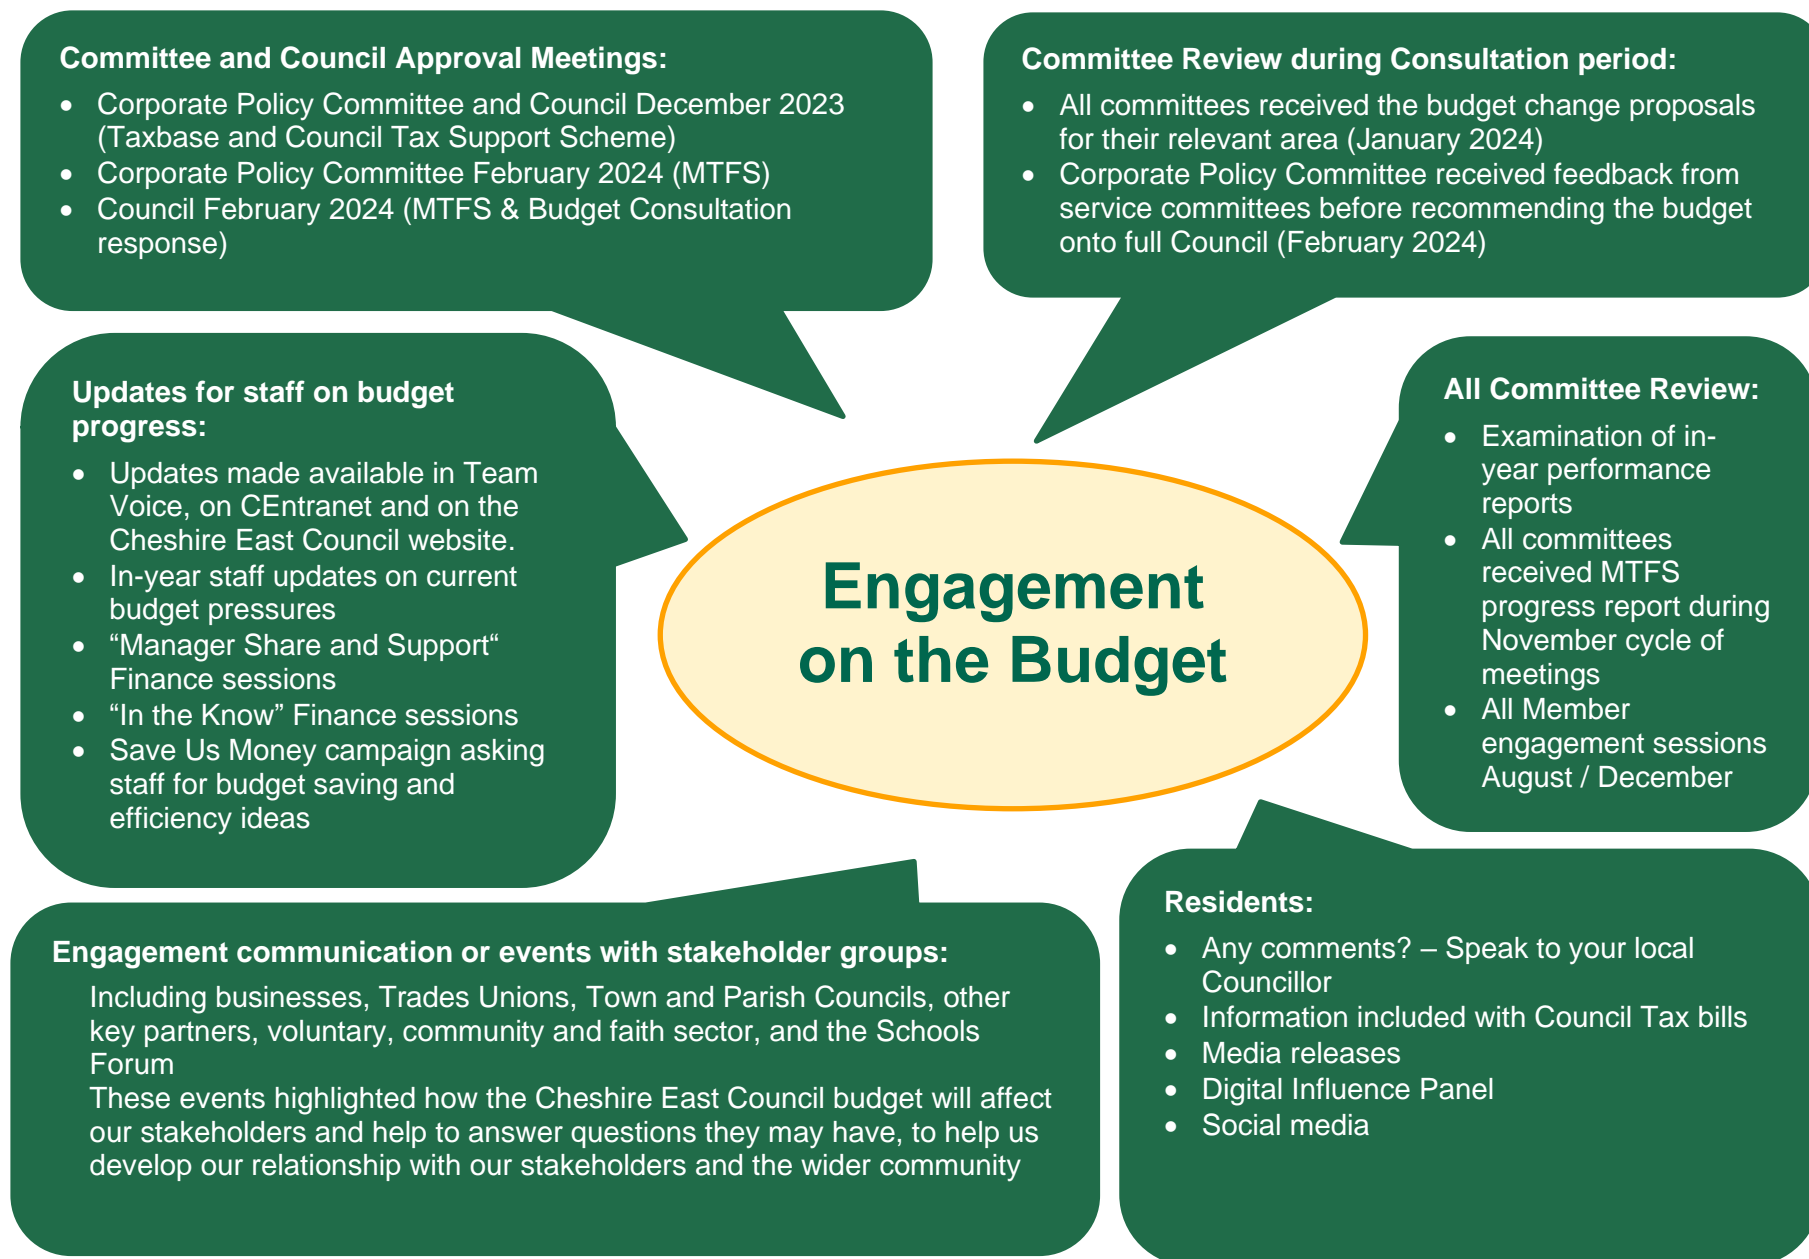 Committee and Council Approval Meetings:
• Corporate Policy Committee and Council December 2023
(Taxbase and Council Tax Support Scheme)
• Corporate Policy Committee February 2024 (MTFS)
• Council February 2024 (MTFS & Budget Consultation
response)
Committee Review during Consultation period:
• All committees received the budget change proposals
for their relevant area (January 2024)
• Corporate Policy Committee received feedback from
service committees before recommending the budget
onto full Council (February 2024)
Updates for staff on budget
progress:
• Updates made available in Team
Voice, on CEntranet and on the
Cheshire East Council website.
• In-year staff updates on current
budget pressures
• “Manager Share and Support“
Finance sessions
• “In the Know” Finance sessions
• Save Us Money campaign asking
staff for budget saving and
efficiency ideas
Engagement
on the Budget
All Committee Review:
• Examination of in-
year performance
reports
• All committees
received MTFS
progress report during
November cycle of
meetings
• All Member
engagement sessions
August / December
Engagement communication or events with stakeholder groups:
Including businesses, Trades Unions, Town and Parish Councils, other
key partners, voluntary, community and faith sector, and the Schools
Forum
These events highlighted how the Cheshire East Council budget will affect
our stakeholders and help to answer questions they may have, to help us
develop our relationship with our stakeholders and the wider community
Residents:
• Any comments? – Speak to your local
Councillor
• Information included with Council Tax bills
• Media releases
• Digital Influence Panel
• Social media